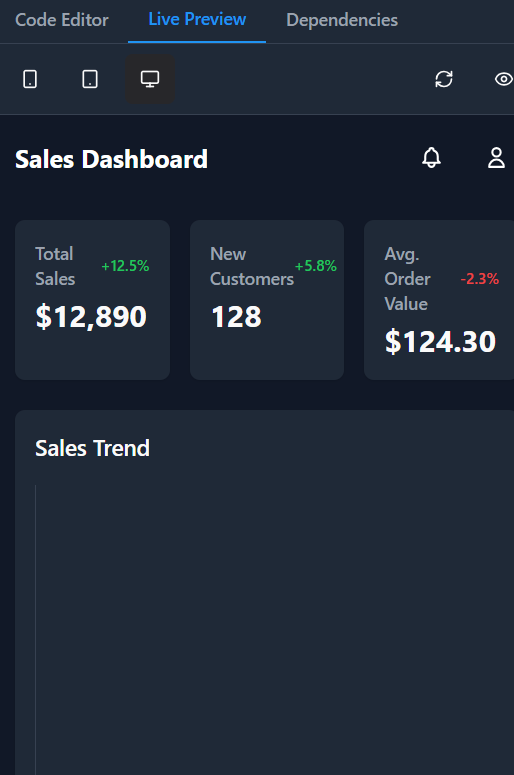 Code Editor Live Preview Dependencies
Sales Dashboard
Total
Sales
+12.5%
$12,890
New
Customers
+5.8%
128
Avg.
Order
Value
-2.3%
$124.30
Sales Trend